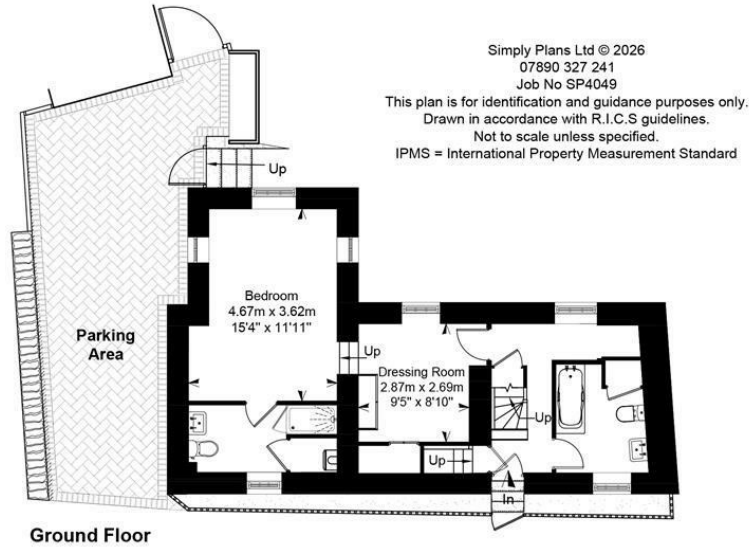 Simply Plans Ltd © 2026
07890 327 241
Job No SP4049
This plan is for identification and guidance purposes only.
Drawn in accordance with R.I.C.S guidelines.
Not to scale unless specified.
IPMS = International Property Measurement Standard
Up
Bedroom
4.67m x 3.62m
15'4" x 11'11"
Parking
Area
Up
Dressing Room
2.87m x 2.69m
9'5" x 8'10"
Up
Up
In
Ground Floor